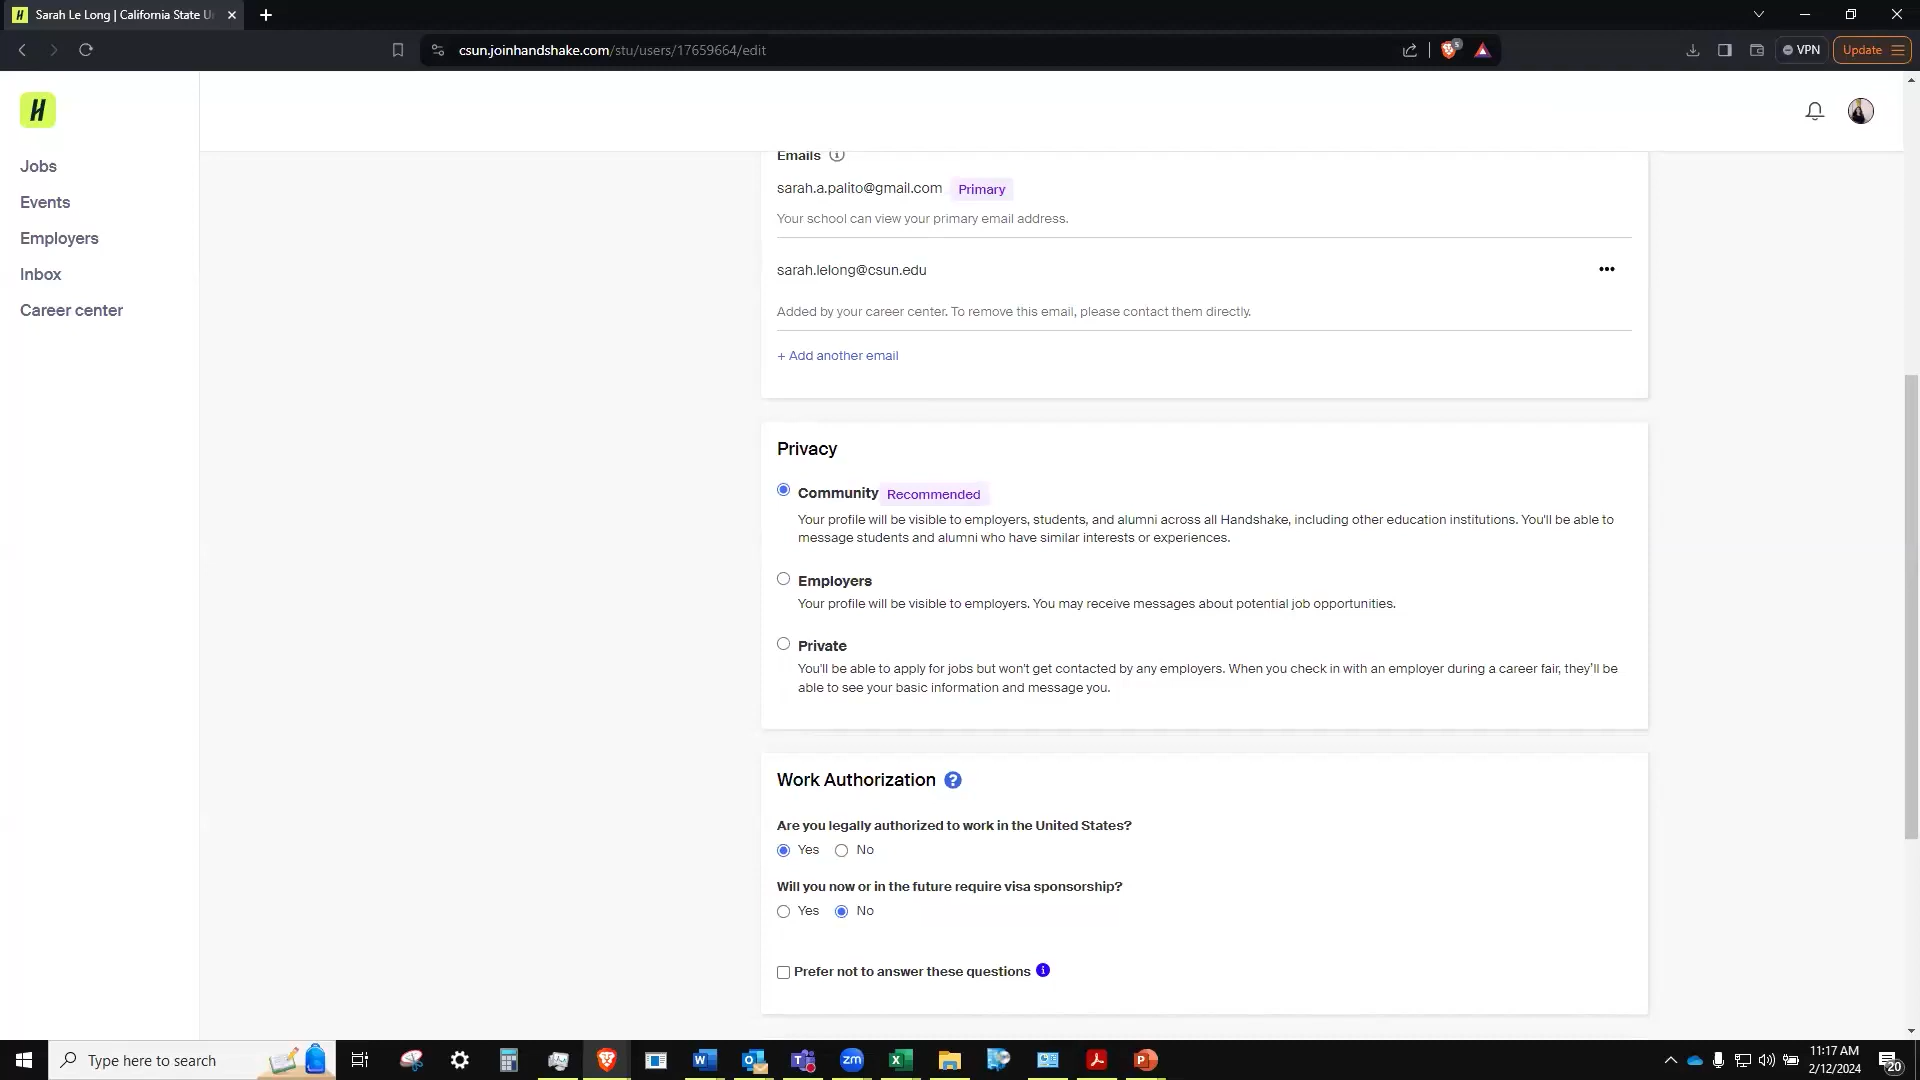 Sarah Le Long | California State U
csun.joinhandshake.com/stu/users/17659664/edit
5
VPN
Update
H
Jobs
Events
Employers
Inbox
Career center
Emails
sarah.a.palito@gmail.com Primary
Your school can view your primary email address.
sarah.lelong@csun.edu
Added by your career center. To remove this email, please contact them directly.
+ Add another email
Privacy
Community Recommended
Your profile will be visible to employers, students, and alumni across all Handshake, including other education institutions. You'll be able to
message students and alumni who have similar interests or experiences.
Employers
Your profile will be visible to employers. You may receive messages about potential job opportunities.
Private
You'll be able to apply for jobs but won't get contacted by any employers. When you check in with an employer during a career fair, they'll be
able to see your basic information and message you.
Work Authorization ?
Are you legally authorized to work in the United States?
Yes No
Will you now or in the future require visa sponsorship?
Yes No
Prefer not to answer these questions
Type here to search
zm
11:17 AM
2/12/2024
20